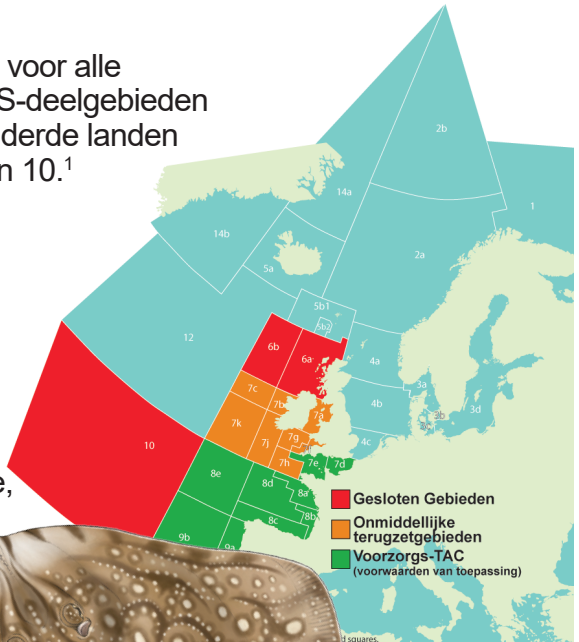 voor alle
S-deelgebieden
derde landen
n 10.¹
e,
2b
1
14a
2a
14b
5a
5b1
5b2
12
6b
6a
4a
3a
7c
7b
7a
4b
3b
3c
3d
7k
7j
7g
10
4c
7h
7e
7d
8e
8d
8a
8b
8c
9b
9a
Gesloten Gebieden
Onmiddellijke
terugzetgebieden
Voorzorgs-TAC
(voorwaarden van toepassing)
d squares.